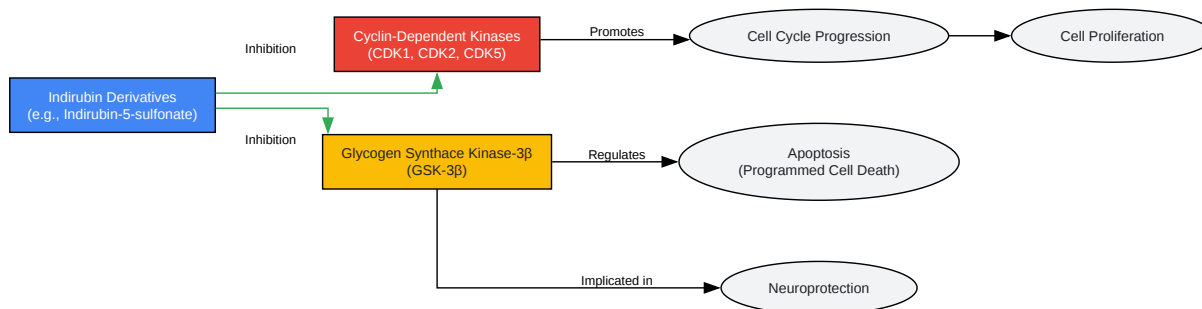 Inhibition
Cyclin-Dependent Kinases
(CDK1, CDK2, CDK5)
Promotes
Cell Cycle Progression
Cell Proliferation
Indirubin Derivatives
(e.g., Indirubin-5-sulfonate)
Inhibition
Glycogen Synthace Kinase-3β
(GSK-3β)
Regulates
Apoptosis
(Programmed Cell Death)
Implicated in
Neuroprotection